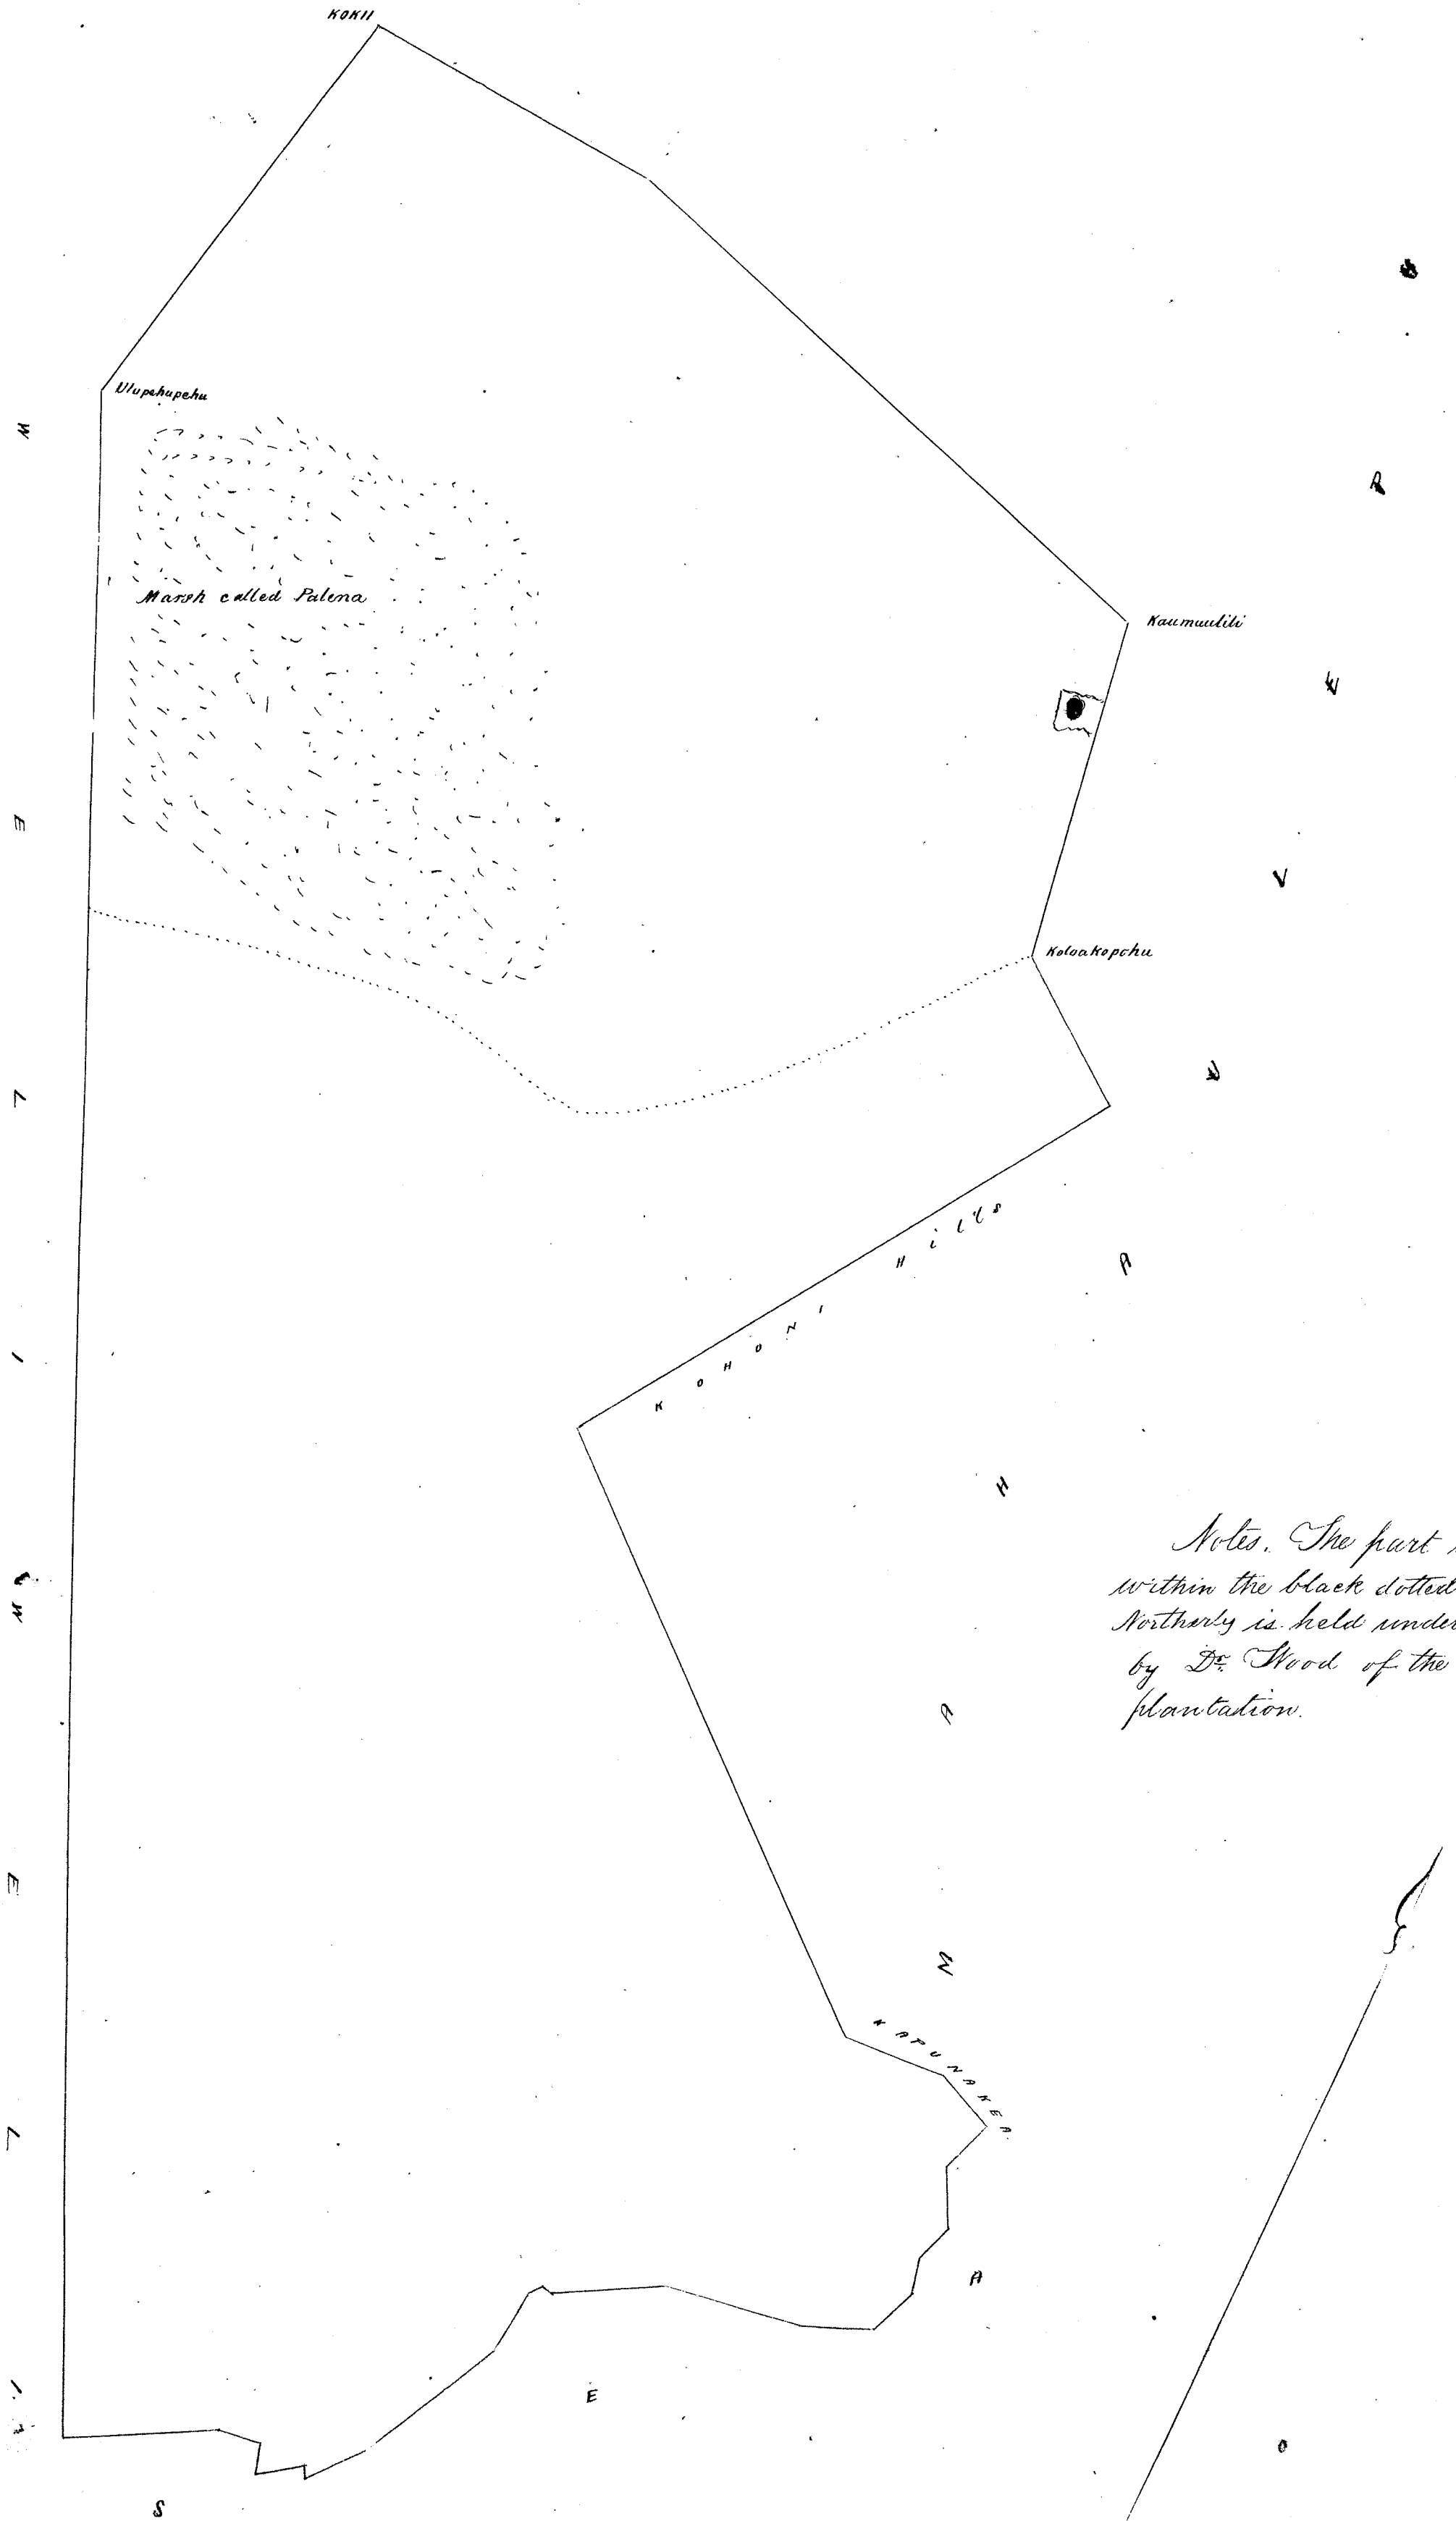 KOKII
Ulupehupehu
Marsh called Palena
Kaumuulili
Koloakopehu
KOHONI Hills
Notes. The part
within the black dotted
Northerly is held under
by Dr. Wood of the
plantation.
KAPUNAKEA
S E A